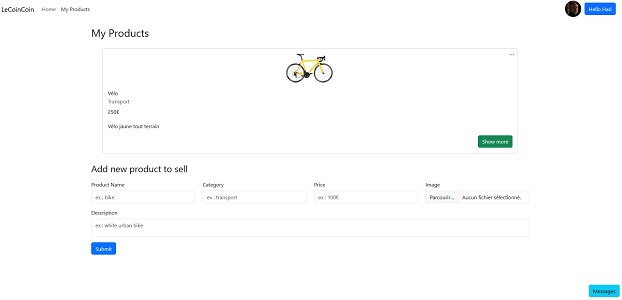 LeCoinCoin Home My Products Hello Hari
My Products
...
Vélo
Transport
250€
Vélo jaune tout terrain
Show more
Add new product to sell
Product Name Category Price Image
ex : bike ex : transport ex : 100€ Parcourir... Aucun fichier sélectionné.
Description
ex : white urban bike
Submit
Messages